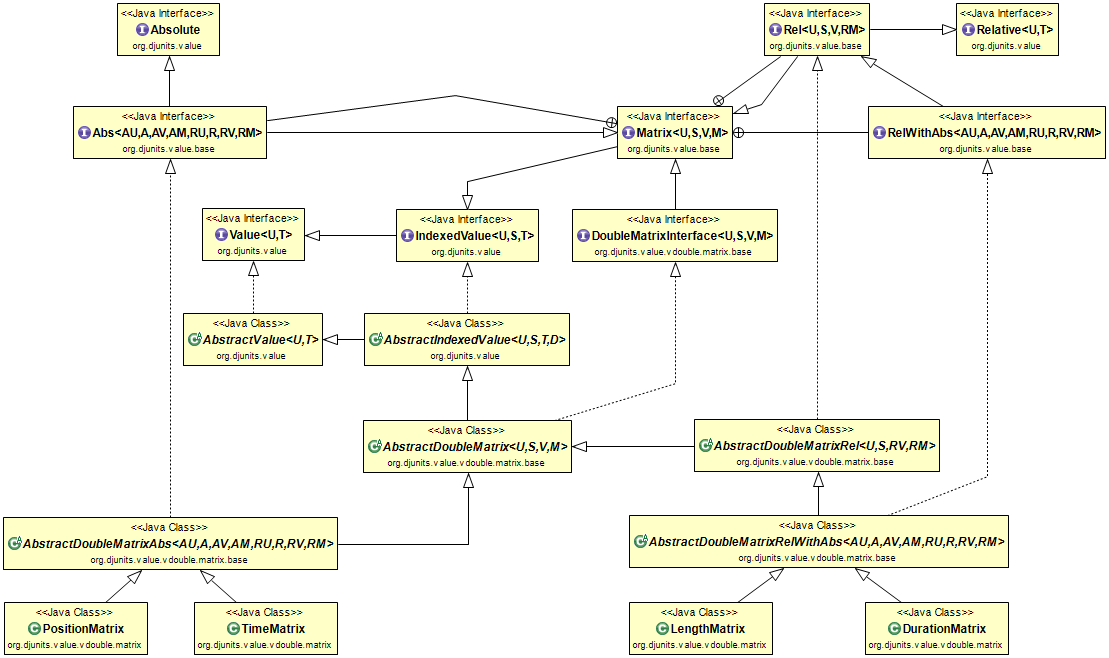 <<Java Interface>>
Absolute
org.djunits.value
<<Java Interface>>
Rel<U,S,V,RM>
org.djunits.value.base
<<Java Interface>>
Relative<U,T>
org.djunits.value
<<Java Interface>>
Abs<AU,A,AV,AM,RU,R,RV,RM>
org.djunits.value.base
<<Java Interface>>
Matrix<U,S,V,M>
org.djunits.value.base
<<Java Interface>>
RelWithAbs<AU,A,AV,AM,RU,R,RV,RM>
org.djunits.value.base
<<Java Interface>>
Value<U,T>
org.djunits.value
<<Java Interface>>
IndexedValue<U,S,T>
org.djunits.value
<<Java Interface>>
DoubleMatrixInterface<U,S,V,M>
org.djunits.value.vdouble.matrix.base
<<Java Class>>
AbstractValue<U,T>
org.djunits.value
<<Java Class>>
AbstractIndexedValue<U,S,T,D>
org.djunits.value
<<Java Class>>
AbstractDoubleMatrix<U,S,V,M>
org.djunits.value.vdouble.matrix.base
<<Java Class>>
AbstractDoubleMatrixRel<U,S,RV,RM>
org.djunits.value.vdouble.matrix.base
<<Java Class>>
AbstractDoubleMatrixAbs<AU,A,AV,AM,RU,R,RV,RM>
org.djunits.value.vdouble.matrix.base
<<Java Class>>
AbstractDoubleMatrixRelWithAbs<AU,A,AV,AM,RU,R,RV,RM>
org.djunits.value.vdouble.matrix.base
<<Java Class>>
PositionMatrix
org.djunits.value.vdouble.matrix
<<Java Class>>
TimeMatrix
org.djunits.value.vdouble.matrix
<<Java Class>>
LengthMatrix
org.djunits.value.vdouble.matrix
<<Java Class>>
DurationMatrix
org.djunits.value.vdouble.matrix